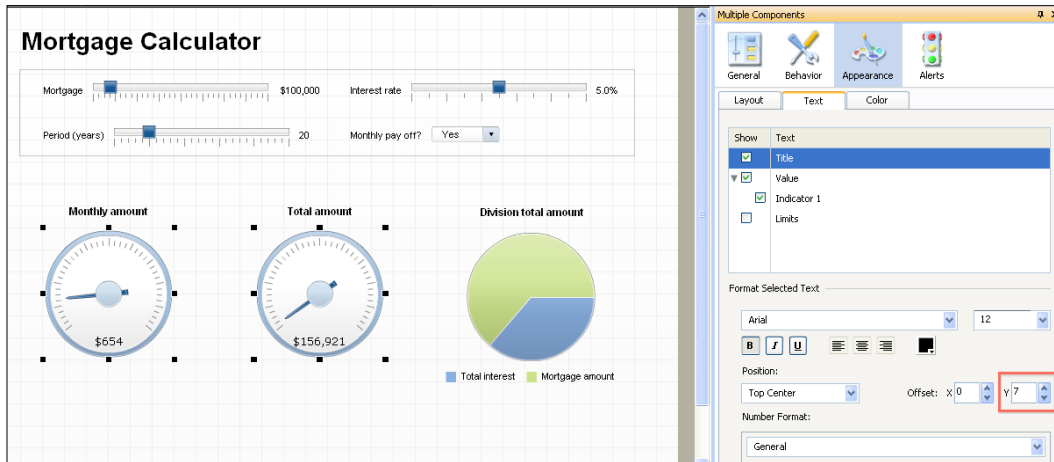 Mortgage Calculator
Mortgage $100,000 Interest rate 5.0%
Period (years) 20 Monthly pay off? Yes
Monthly amount Total amount Division total amount
$654 $156,921
Total interest Mortgage amount
Multiple Components
General Behavior Appearance Alerts
Layout Text Color
Show Text
Title
Value
Indicator 1
Limits
Format Selected Text
Arial 12
B I U
Position:
Top Center Offset: X 0 Y 7
Number Format:
General